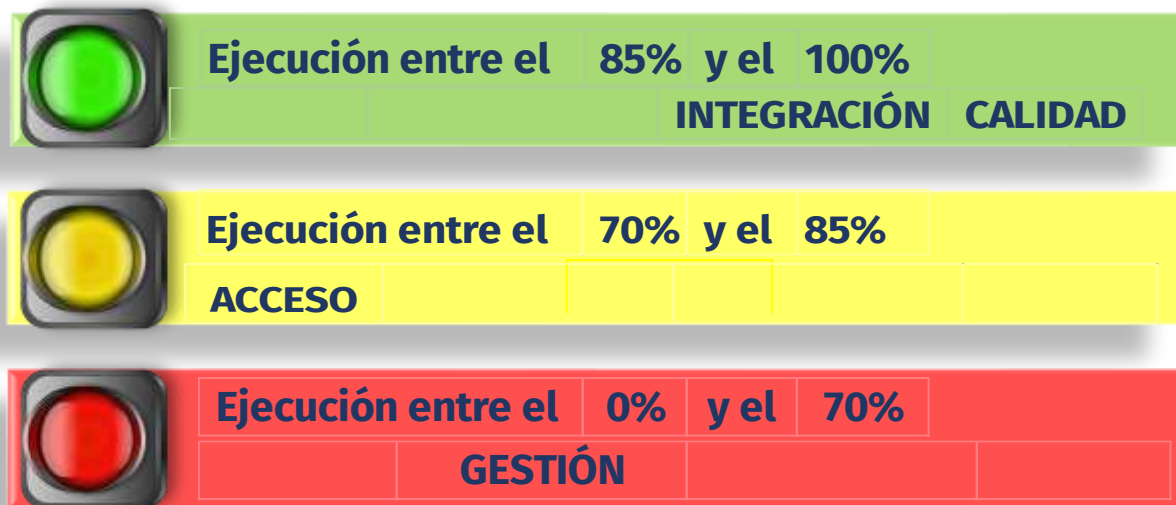 Ejecución entre el 85% y el 100%
INTEGRACIÓN CALIDAD
Ejecución entre el 70% y el 85%
ACCESO
Ejecución entre el 0% y el 70%
GESTIÓN